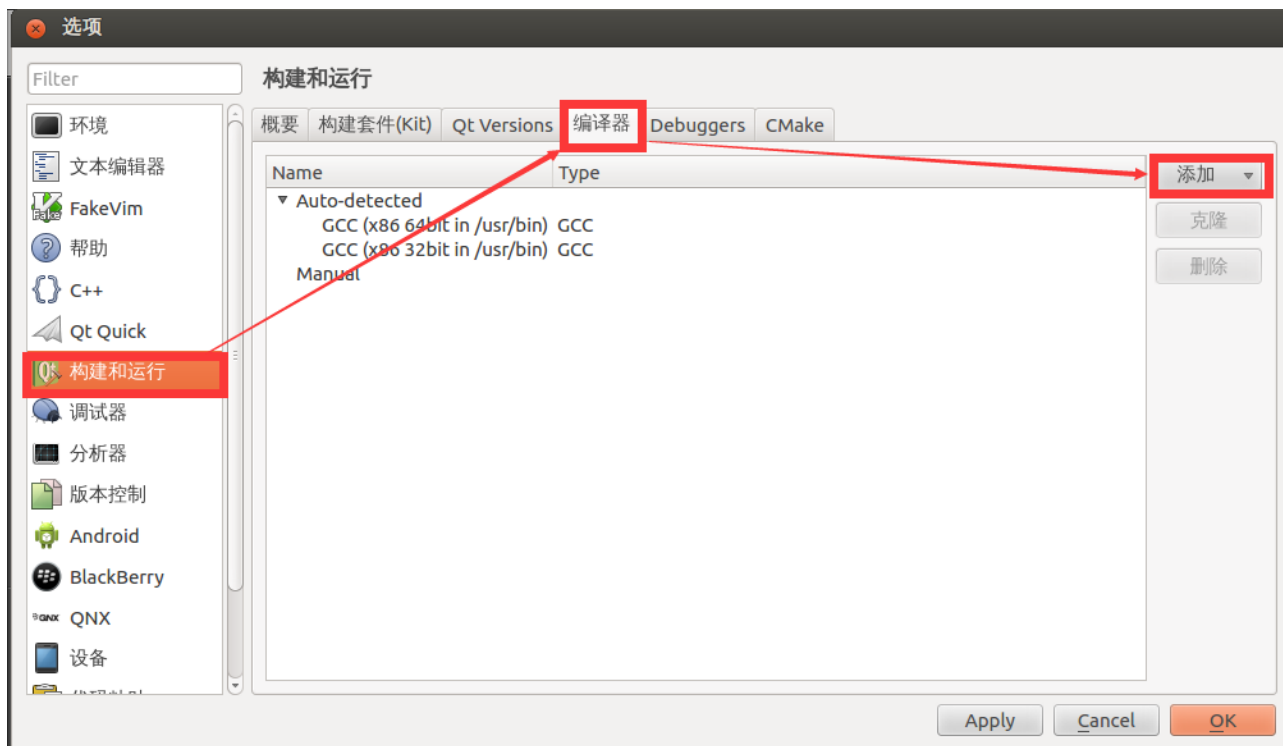 选项
Filter
环境
文本编辑器
FakeVim
帮助
C++
Qt Quick
构建和运行
调试器
分析器
版本控制
Android
BlackBerry
QNX
设备
构建和运行
概要 构建套件(Kit) Qt Versions 编译器 Debuggers CMake
Name Type
Auto-detected
GCC (x86 64bit in /usr/bin) GCC
GCC (x86 32bit in /usr/bin) GCC
Manual
添加
克隆
删除
Apply Cancel OK